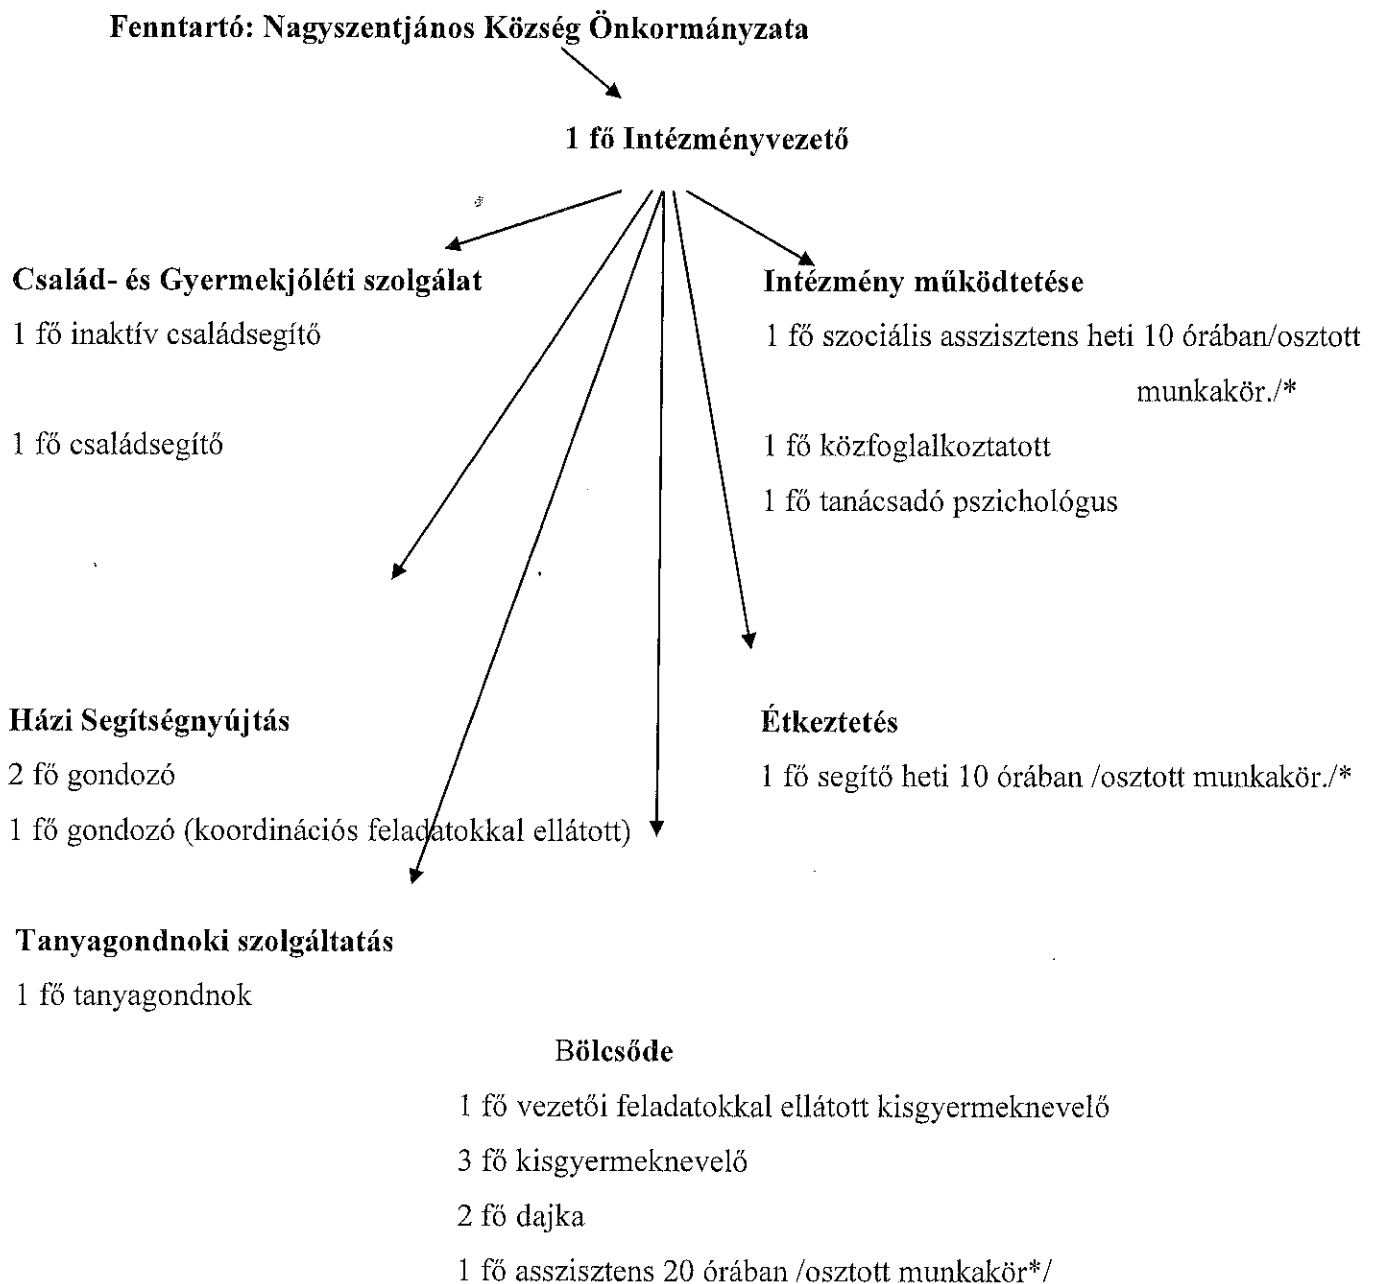 Fenntartó: Nagyszentjános Község Önkormányzata
1 fő Intézményvezető
Család- és Gyermekjóléti szolgálat
1 fő inaktív családsegítő
1 fő családsegítő
Intézmény működtetése
1 fő szociális asszisztens heti 10 órában/osztott
munkakör./*
1 fő közfoglalkoztatott
1 fő tanácsadó pszichológus
Házi Segítségnyújtás
2 fő gondozó
1 fő gondozó (koordinációs feladatokkal ellátott)
Étkeztetés
1 fő segítő heti 10 órában /osztott munkakör./*
Tanyagondnoki szolgáltatás
1 fő tanyagondnok
Bölcsőde
1 fő vezetői feladatokkal ellátott kisgyermeknevelő
3 fő kisgyermeknevelő
2 fő dajka
1 fő asszisztens 20 órában /osztott munkakör*/